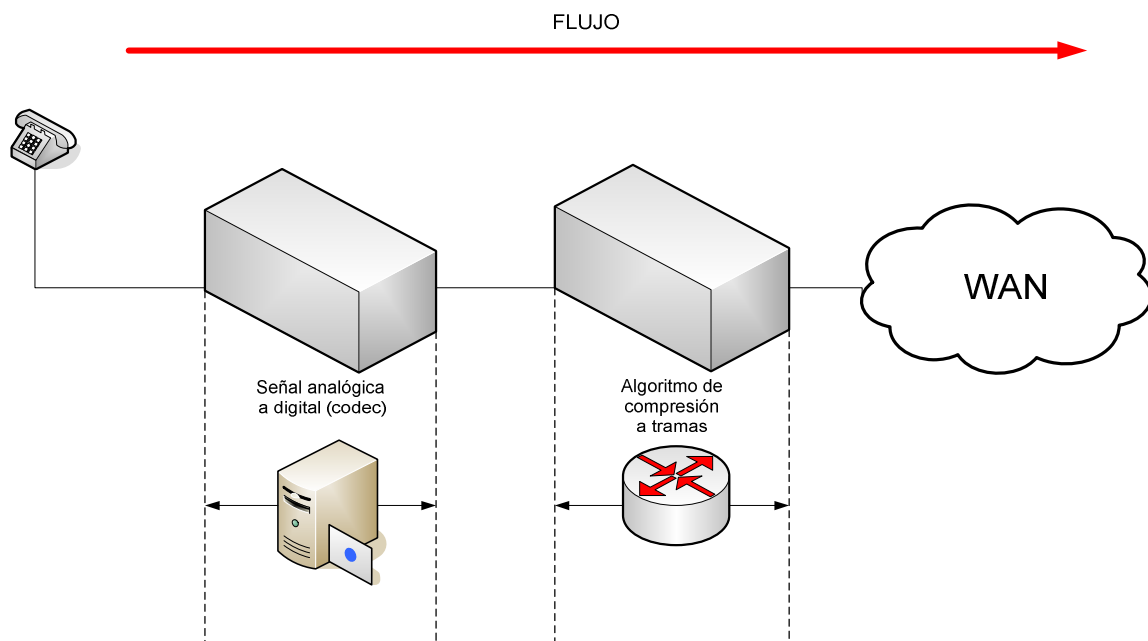 FLUJO
WAN
Señal analógica
a digital (codec)
Algoritmo de
compresión
a tramas